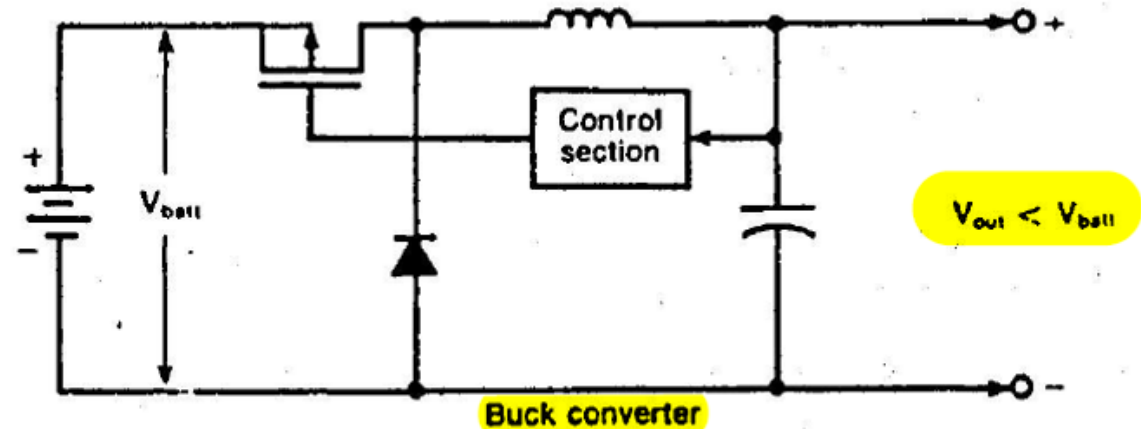 +
Control
section
+
V_batt
V_out < V_batt
−
−
Buck converter